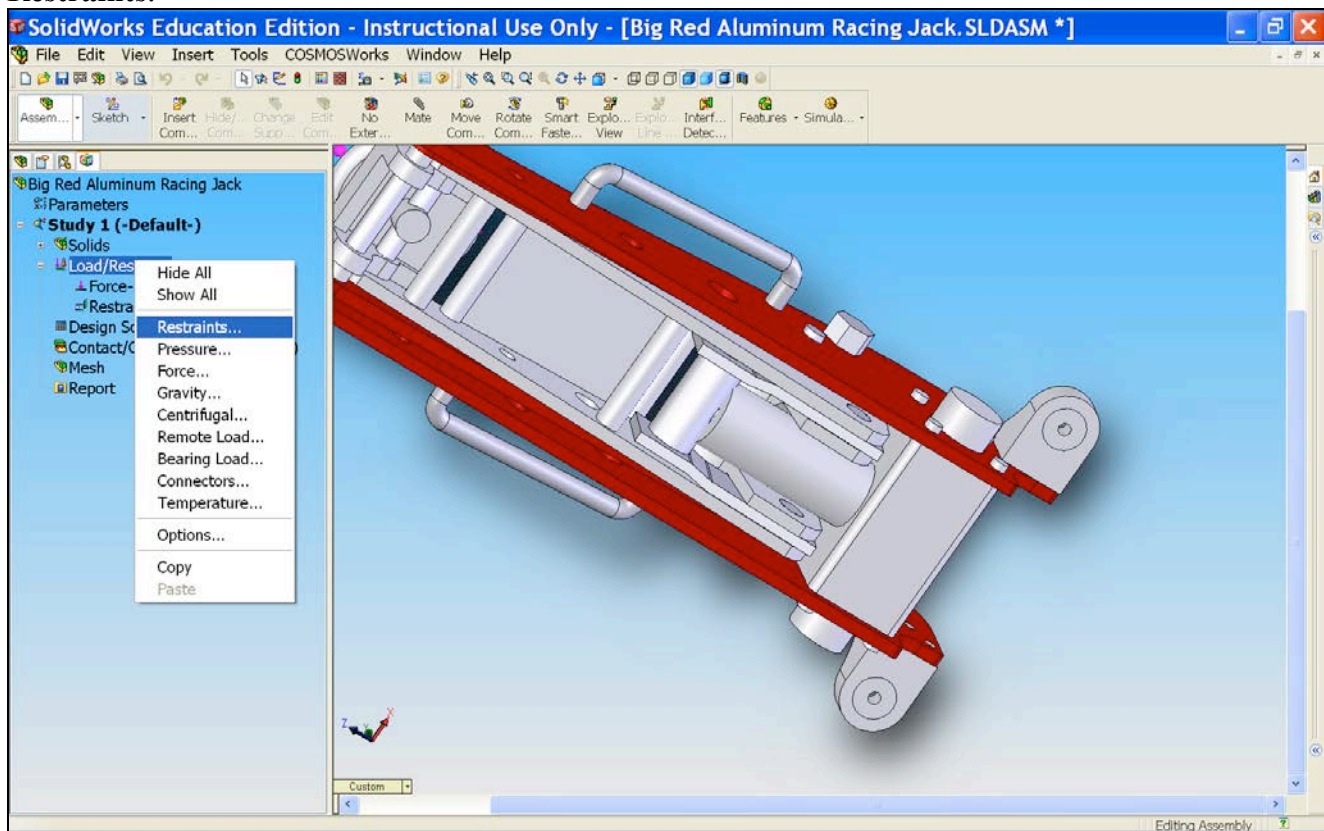 Restraints.
SolidWorks Education Edition - Instructional Use Only - [Big Red Aluminum Racing Jack.SLDASM *]
File Edit View Insert Tools COSMOSWorks Window Help
Assem... Sketch Insert Com... Hide/... Com... Change Supp... Edit Com... No Exter... Mate Move Com... Rotate Com... Smart Faste... Explo... View Explo... Line ... Interf... Detec... Features Simula...
Big Red Aluminum Racing Jack
Parameters
Study 1 (-Default-)
Solids
Load/Res
Force-
Restra
Design Sc
Contact/G )
Mesh
Report
Hide All
Show All
Restraints...
Pressure...
Force...
Gravity...
Centrifugal...
Remote Load...
Bearing Load...
Connectors...
Temperature...
Options...
Copy
Paste
Z Y X
Custom
Editing Assembly